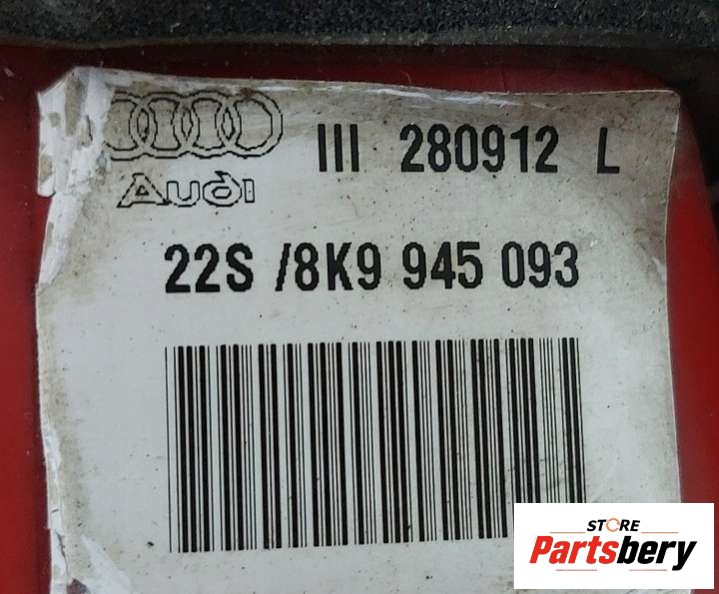 III 280912 L
Audi
22S /8K9 945 093
STORE
Partsbery